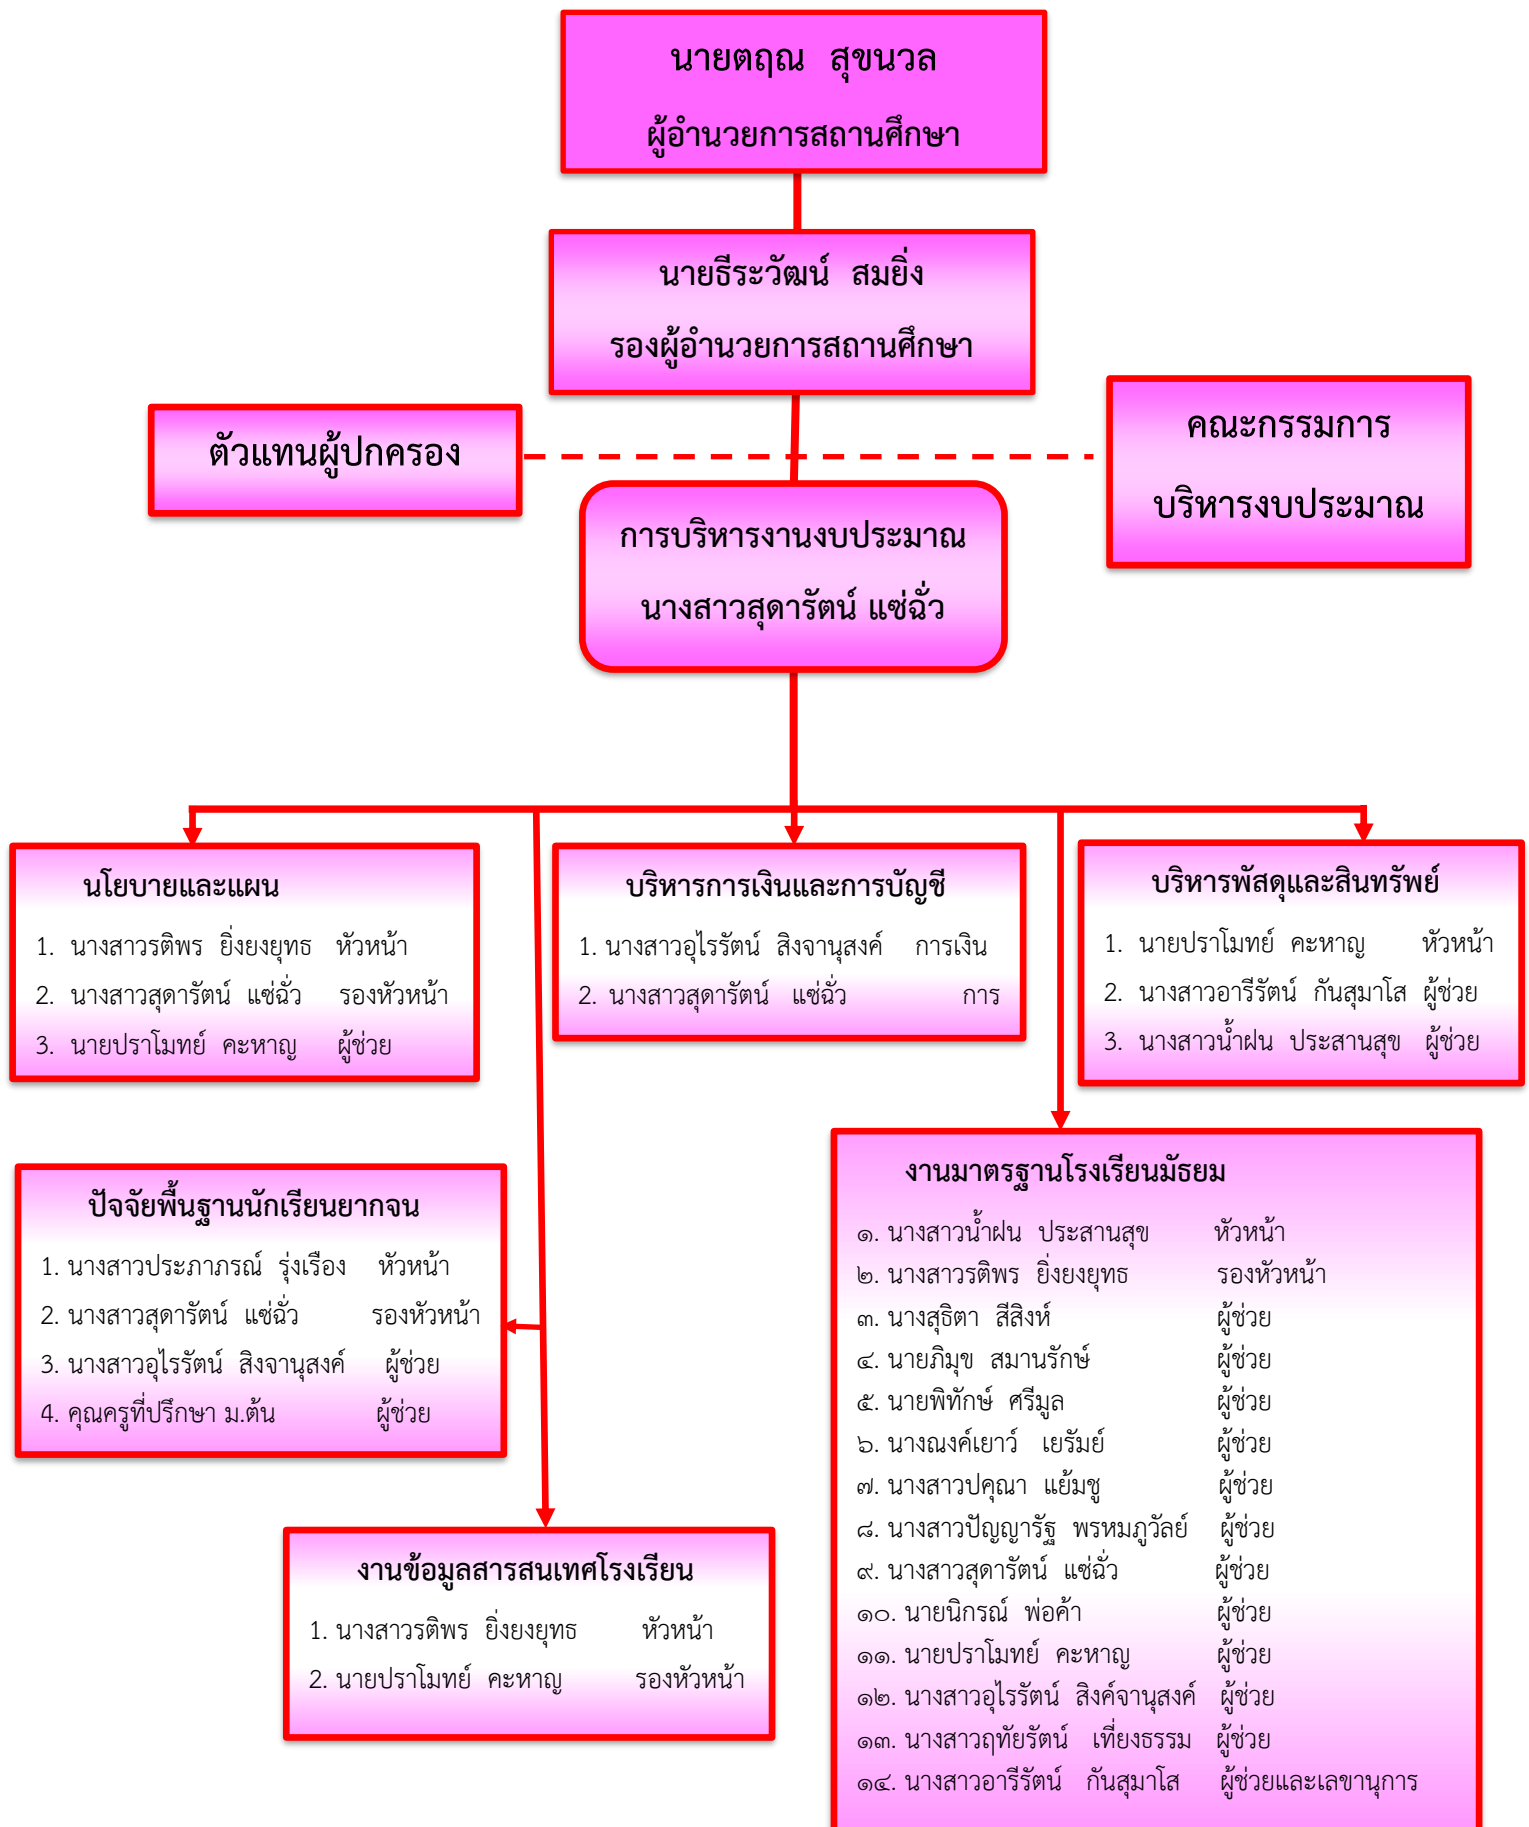 นายตฤณ สุขนวล
ผู้อำนวยการสถานศึกษา
นายธีระวัฒน์ สมยิ่ง
รองผู้อำนวยการสถานศึกษา
ตัวแทนผู้ปกครอง
คณะกรรมการ
บริหารงบประมาณ
การบริหารงานงบประมาณ
นางสาวสุดารัตน์ แซ่ฉั่ว
นโยบายและแผน
1. นางสาวรติพร ยิ่งยงยุทธ หัวหน้า
2. นางสาวสุดารัตน์ แซ่ฉั่ว รองหัวหน้า
3. นายปราโมทย์ คะหาญ ผู้ช่วย
บริหารการเงินและการบัญชี
1. นางสาวอุไรรัตน์ สิงจานุสงค์ การเงิน
2. นางสาวสุดารัตน์ แซ่ฉั่ว การ
บริหารพัสดุและสินทรัพย์
1. นายปราโมทย์ คะหาญ หัวหน้า
2. นางสาวอารีรัตน์ กันสุมาโส ผู้ช่วย
3. นางสาวน้ำฝน ประสานสุข ผู้ช่วย
ปัจจัยพื้นฐานนักเรียนยากจน
1. นางสาวประภาภรณ์ รุ่งเรือง หัวหน้า
2. นางสาวสุดารัตน์ แซ่ฉั่ว รองหัวหน้า
3. นางสาวอุไรรัตน์ สิงจานุสงค์ ผู้ช่วย
4. คุณครูที่ปรึกษา ม.ต้น ผู้ช่วย
งานมาตรฐานโรงเรียนมัธยม
๑. นางสาวน้ำฝน ประสานสุข หัวหน้า
๒. นางสาวรติพร ยิ่งยงยุทธ รองหัวหน้า
๓. นางสุธิตา สีสิงห์ ผู้ช่วย
๔. นายภิมุข สมานรักษ์ ผู้ช่วย
๕. นายพิทักษ์ ศรีมูล ผู้ช่วย
๖. นางณงค์เยาว์ เยรัมย์ ผู้ช่วย
๗. นางสาวปคุณา แย้มชู ผู้ช่วย
๘. นางสาวปัญญารัฐ พรหมภูวัลย์ ผู้ช่วย
๙. นางสาวสุดารัตน์ แซ่ฉั่ว ผู้ช่วย
๑๐. นายนิกรณ์ พ่อค้า ผู้ช่วย
๑๑. นายปราโมทย์ คะหาญ ผู้ช่วย
๑๒. นางสาวอุไรรัตน์ สิงค์จานุสงค์ ผู้ช่วย
๑๓. นางสาวฤทัยรัตน์ เที่ยงธรรม ผู้ช่วย
๑๔. นางสาวอารีรัตน์ กันสุมาโส ผู้ช่วยและเลขานุการ
งานข้อมูลสารสนเทศโรงเรียน
1. นางสาวรติพร ยิ่งยงยุทธ หัวหน้า
2. นายปราโมทย์ คะหาญ รองหัวหน้า